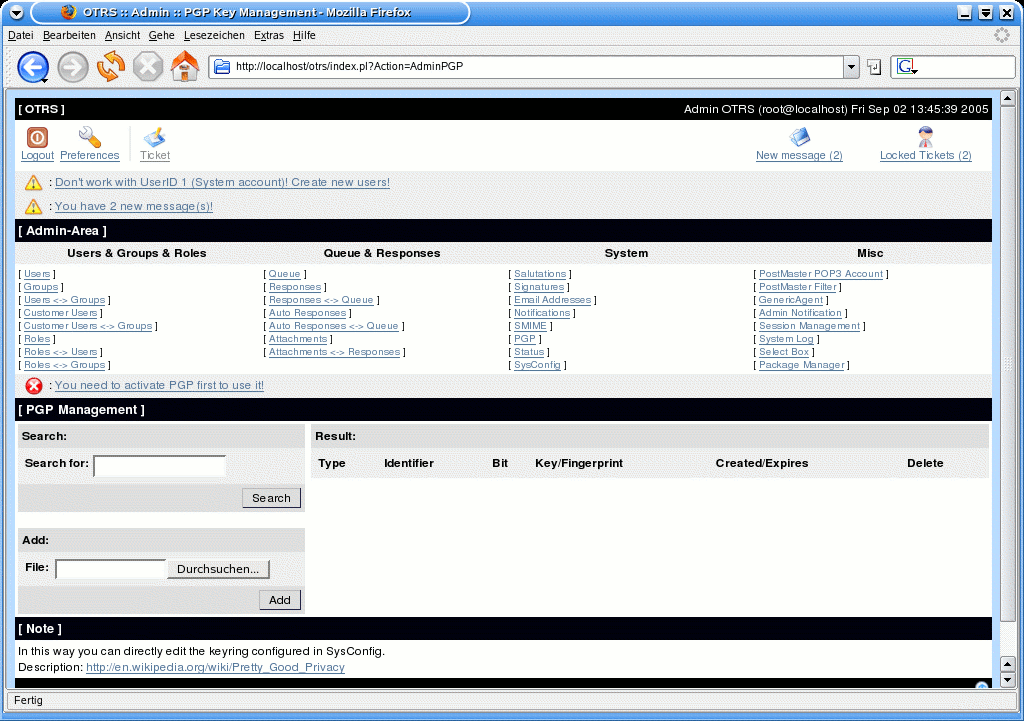 OTRS :: Admin :: PGP Key Management - Mozilla Firefox
Datei Bearbeiten Ansicht Gehe Lesezeichen Extras Hilfe
http://localhost/otrs/index.pl?Action=AdminPGP
[ OTRS ] Admin OTRS (root@localhost) Fri Sep 02 13:45:39 2005
Logout Preferences Ticket New message (2) Locked Tickets (2)
: Don't work with UserID 1 (System account)! Create new users!
: You have 2 new message(s)!
[ Admin-Area ]
Users & Groups & Roles Queue & Responses System Misc
[ Users ] [ Queue ] [ Salutations ] [ PostMaster POP3 Account ]
[ Groups ] [ Responses ] [ Signatures ] [ PostMaster Filter ]
[ Users <-> Groups ] [ Responses <-> Queue ] [ Email Addresses ] [ GenericAgent ]
[ Customer Users ] [ Auto Responses ] [ Notifications ] [ Admin Notification ]
[ Customer Users <-> Groups ] [ Auto Responses <-> Queue ] [ SMIME ] [ Session Management ]
[ Roles ] [ Attachments ] [ PGP ] [ System Log ]
[ Roles <-> Users ] [ Attachments <-> Responses ] [ Status ] [ Select Box ]
[ Roles <-> Groups ] [ SysConfig ] [ Package Manager ]
: You need to activate PGP first to use it!
[ PGP Management ]
Search: Result:
Search for: Type Identifier Bit Key/Fingerprint Created/Expires Delete
Search
Add:
File: Durchsuchen...
Add
[ Note ]
In this way you can directly edit the keyring configured in SysConfig.
Description: http://en.wikipedia.org/wiki/Pretty_Good_Privacy
Fertig